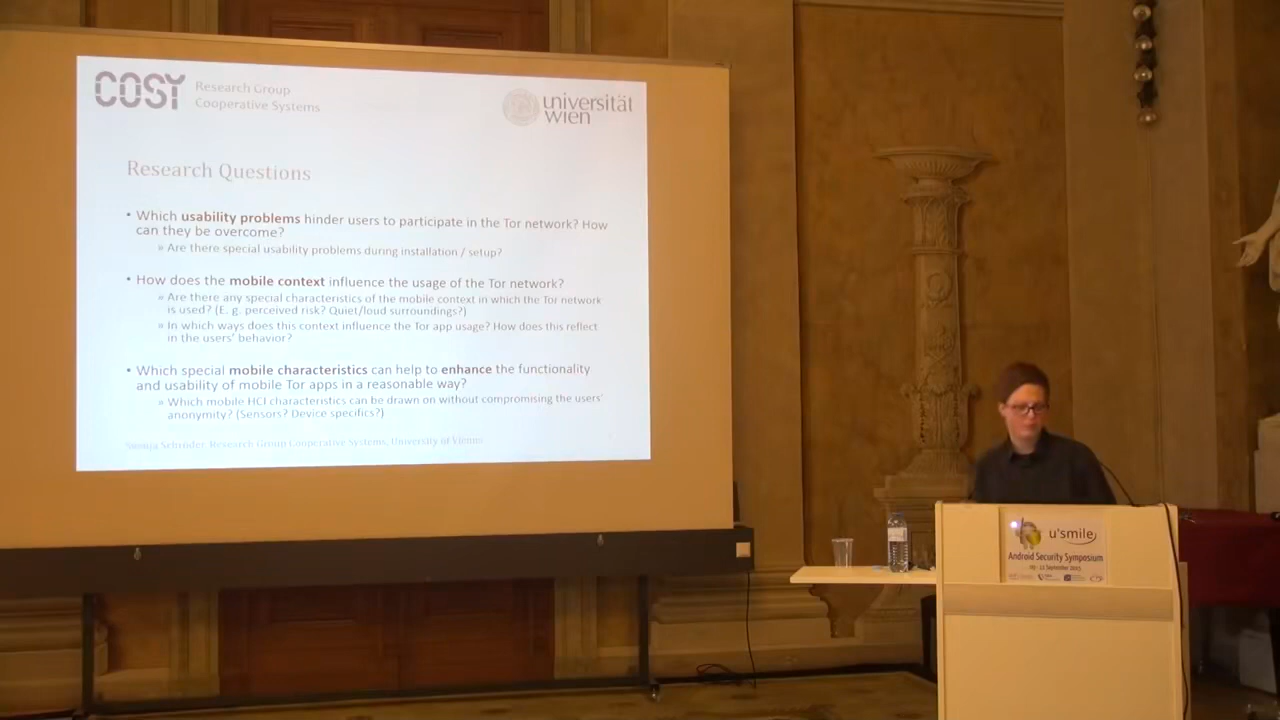 COSY
Research Group
Cooperative Systems
universität
wien
Research Questions
• Which usability problems hinder users to participate in the Tor network? How
can they be overcome?
» Are there special usability problems during installation / setup?
• How does the mobile context influence the usage of the Tor network?
» Are there any special characteristics of the mobile context in which the Tor network
is used? (E. g. perceived risk? Quiet/loud surroundings?)
» In which ways does this context influence the Tor app usage? How does this reflect
in the users' behavior?
• Which special mobile characteristics can help to enhance the functionality
and usability of mobile Tor apps in a reasonable way?
» Which mobile HCI characteristics can be drawn on without compromising the users'
anonymity? (Sensors? Device specifics?)
Svenja Schröder, Research Group Cooperative Systems, University of Vienna
u'smile
Android Security Symposium
September 2015